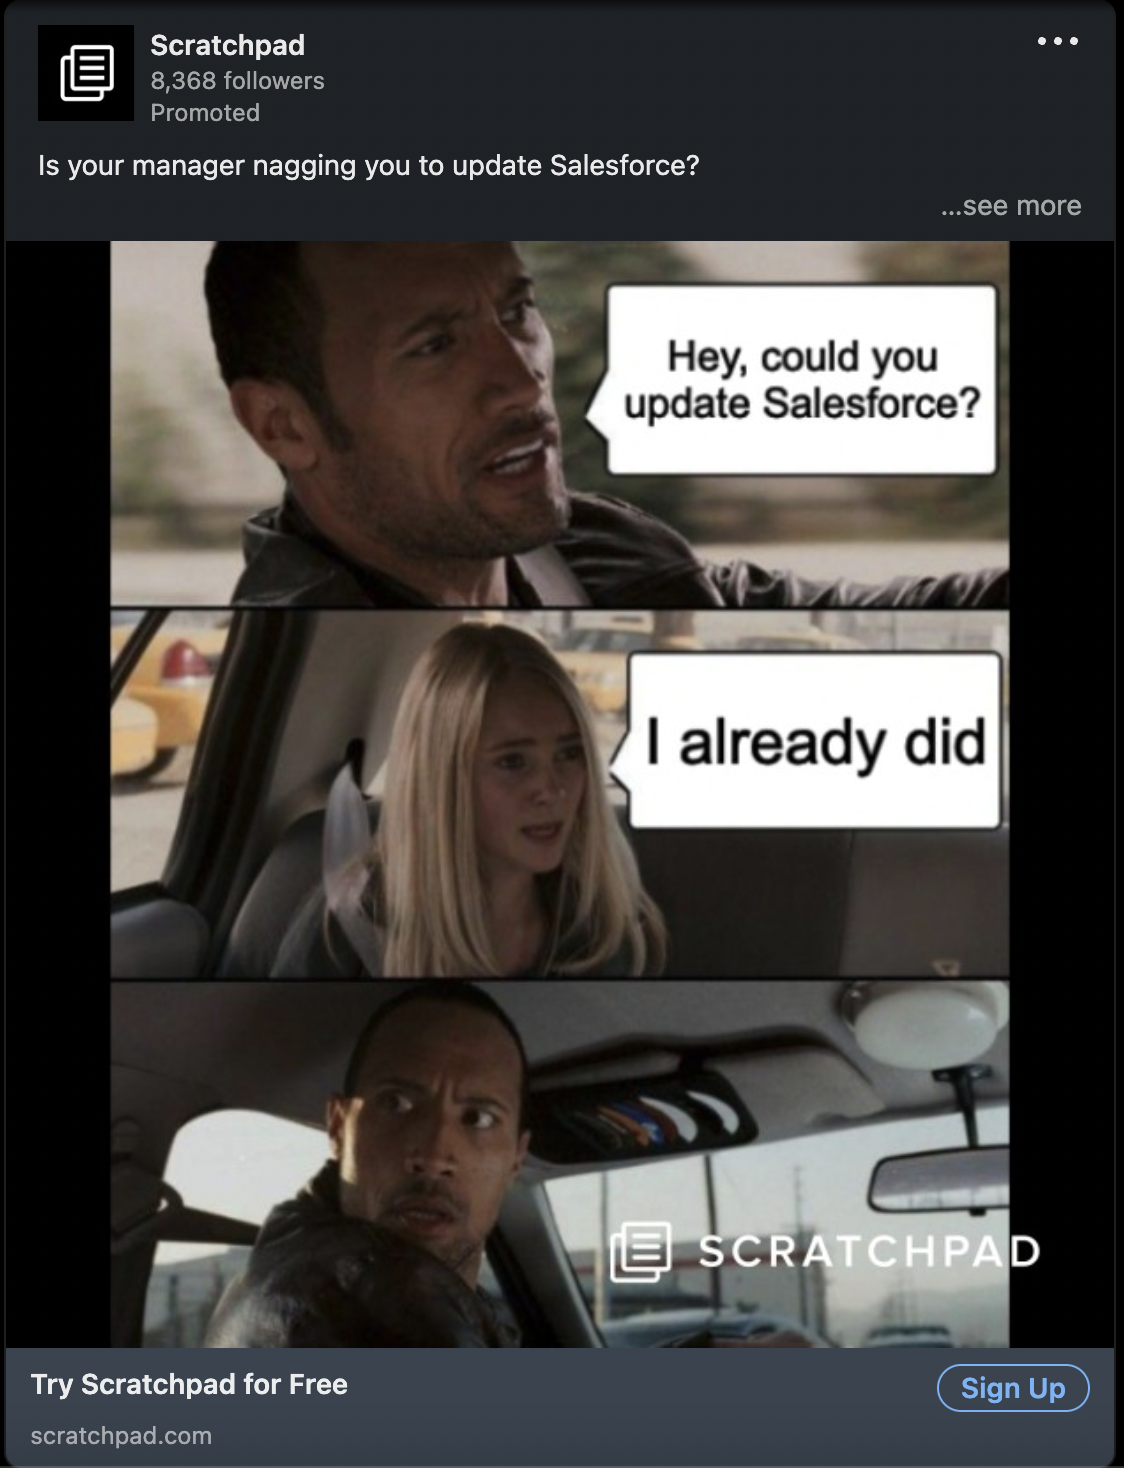 Scratchpad
8,368 followers
Promoted
Is your manager nagging you to update Salesforce?
...see more
Hey, could you
update Salesforce?
I already did
SCRATCHPAD
Try Scratchpad for Free
Sign Up
scratchpad.com